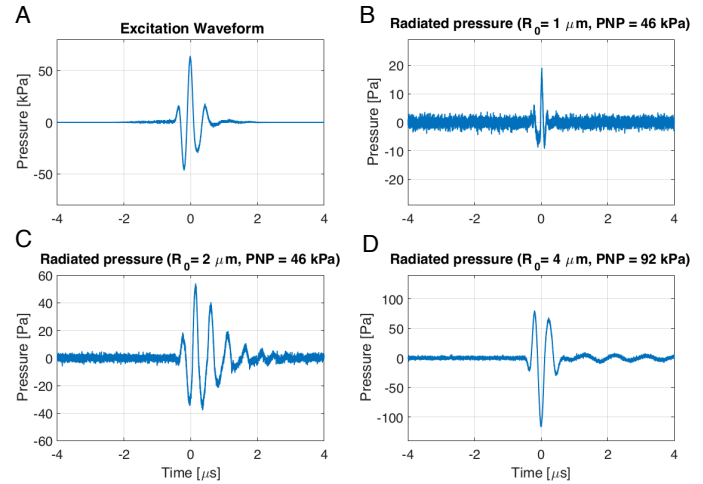 A
Excitation Waveform
Pressure [kPa]
50
0
-50
-4
-2
0
2
4
B
Radiated pressure (R0= 1 μm, PNP = 46 kPa)
Pressure [Pa]
20
10
0
-10
-20
-4
-2
0
2
4
C
Radiated pressure (R0= 2 μm, PNP = 46 kPa)
Pressure [Pa]
60
40
20
0
-20
-40
-60
-4
-2
0
2
4
Time [μs]
D
Radiated pressure (R0= 4 μm, PNP = 92 kPa)
Pressure [Pa]
100
50
0
-50
-100
-4
-2
0
2
4
Time [μs]